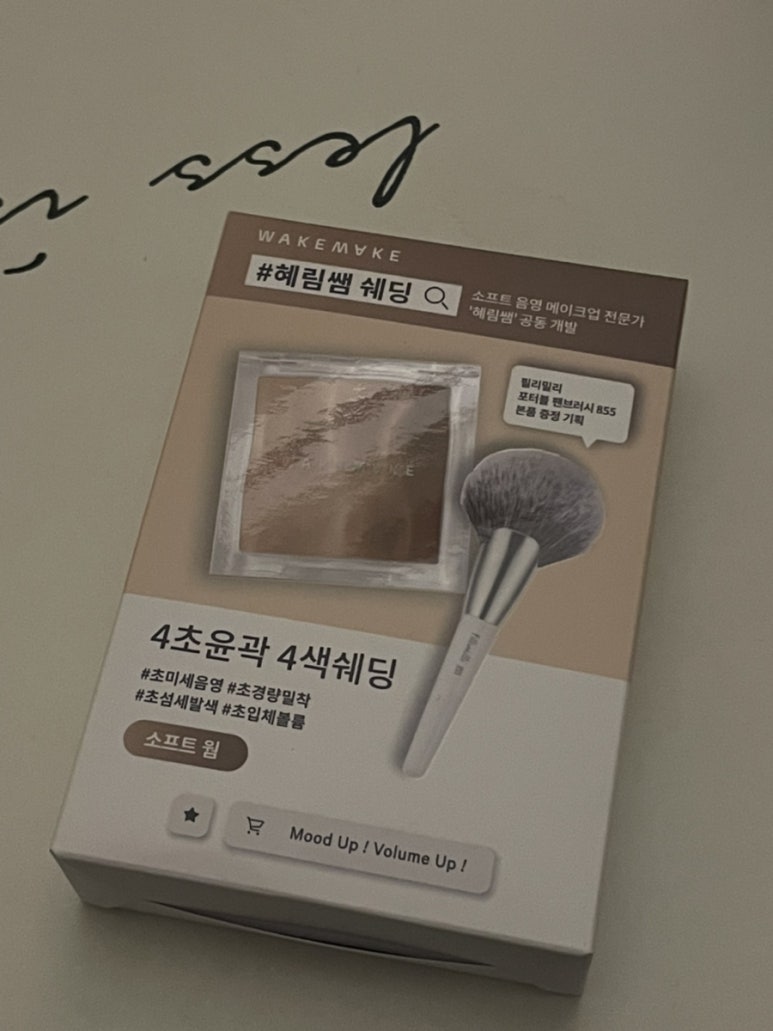 less
WAKEMAKE
#혜림쌤 쉐딩
소프트 음영 메이크업 전문가
'혜림쌤' 공동 개발
필리밀리
포터블 팬브러시 855
본품 증정 기획
4초윤곽 4색쉐딩
#초미세음영 #초경량밀착
#초섬세발색 #초입체볼륨
소프트 웜
Mood Up ! Volume Up !